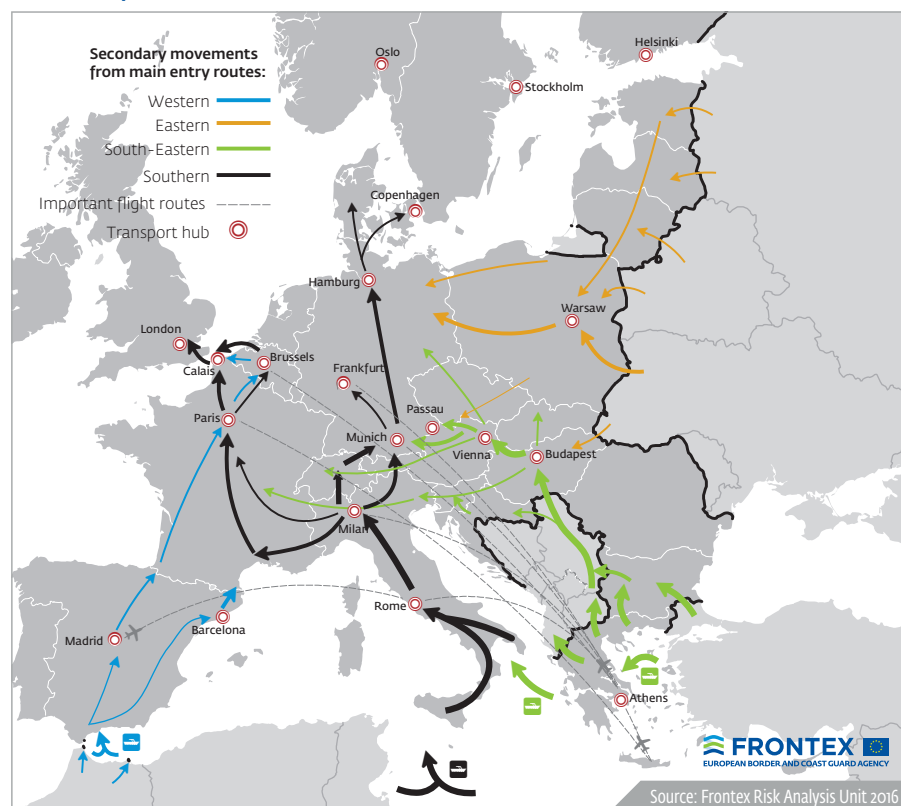 Secondary movements
from main entry routes:
Western
Eastern
South-Eastern
Southern
Important flight routes
Transport hub
Oslo
Helsinki
Stockholm
Copenhagen
Hamburg
Warsaw
London
Calais
Brussels
Frankfurt
Paris
Passau
Munich
Vienna
Budapest
Milan
Rome
Madrid
Barcelona
Athens
FRONTEX
EUROPEAN BORDER AND COAST GUARD AGENCY
Source: Frontex Risk Analysis Unit 2016